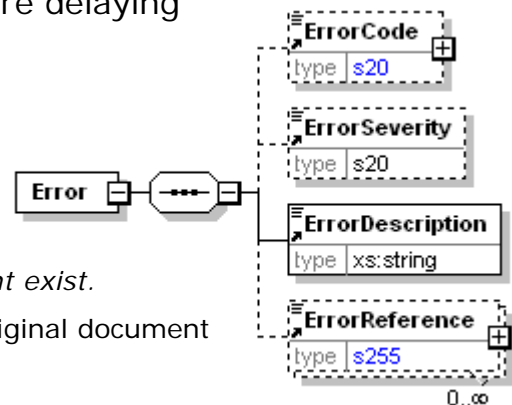 re delaying
ErrorCode
type s20
ErrorSeverity
type s20
Error
ErrorDescription
type xs:string
nt exist.
iginal document
ErrorReference
type s255
0..∞